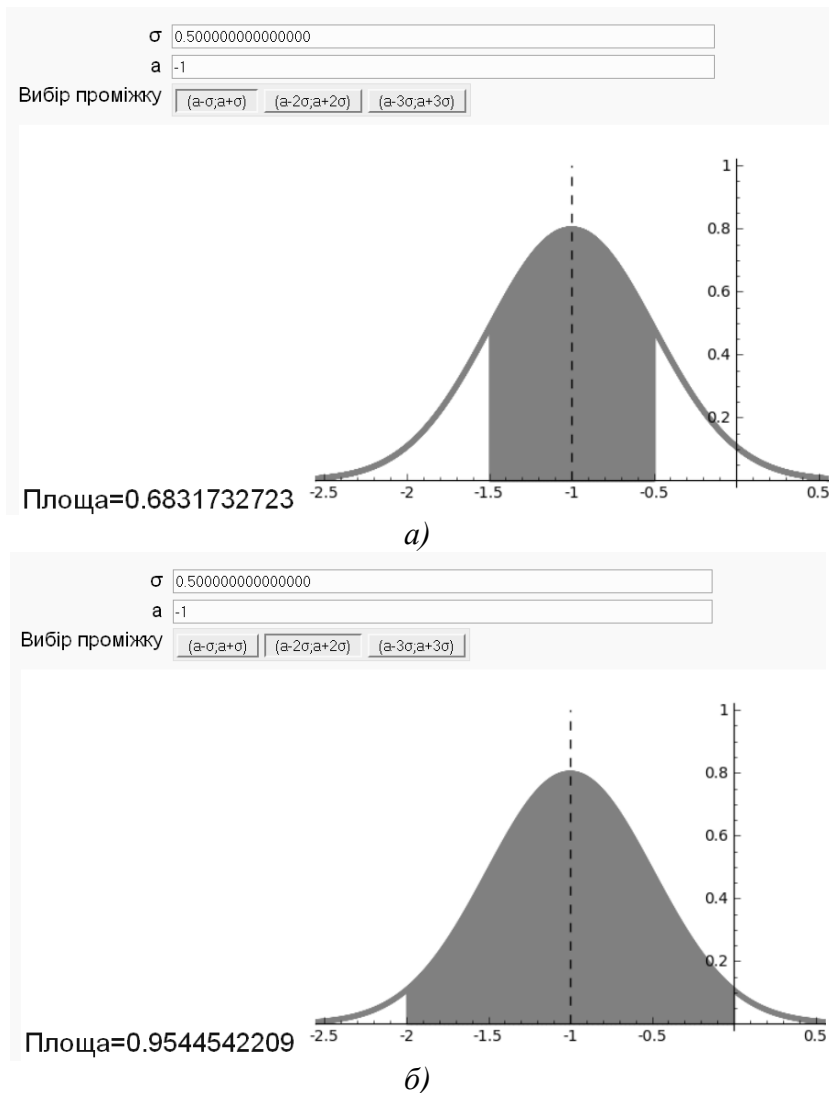 σ 0.500000000000000
a -1
Вибір проміжку (a-σ;a+σ) (a-2σ;a+2σ) (a-3σ;a+3σ)
1
0.8
0.6
0.4
0.2
Площа=0.6831732723 -2.5 -2 -1.5 -1 -0.5 0.5
а)
σ 0.500000000000000
a -1
Вибір проміжку (a-σ;a+σ) (a-2σ;a+2σ) (a-3σ;a+3σ)
1
0.8
0.6
0.4
0.2
Площа=0.9544542209 -2.5 -2 -1.5 -1 -0.5 0.5
б)